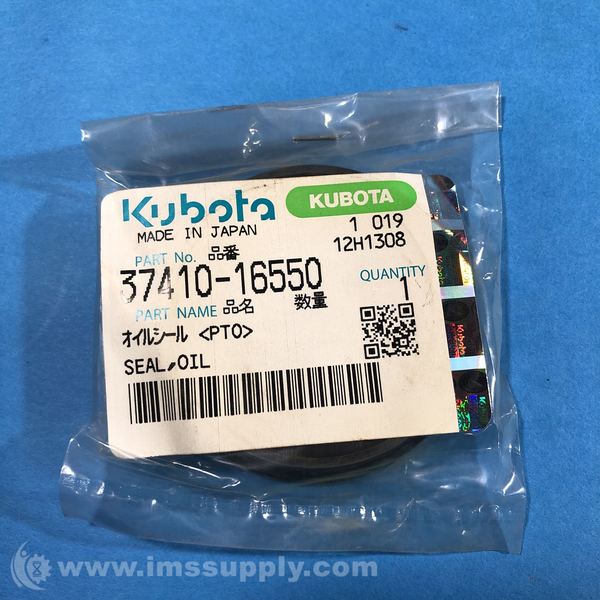 Kubota KUBOTA
MADE IN JAPAN 1 019
12H1308
PART No. 品番
37410-16550 QUANTITY
PART NAME 品名 数量 1
オイルシール <PTO>
SEAL,OIL
Kubota
www.imssupply.com